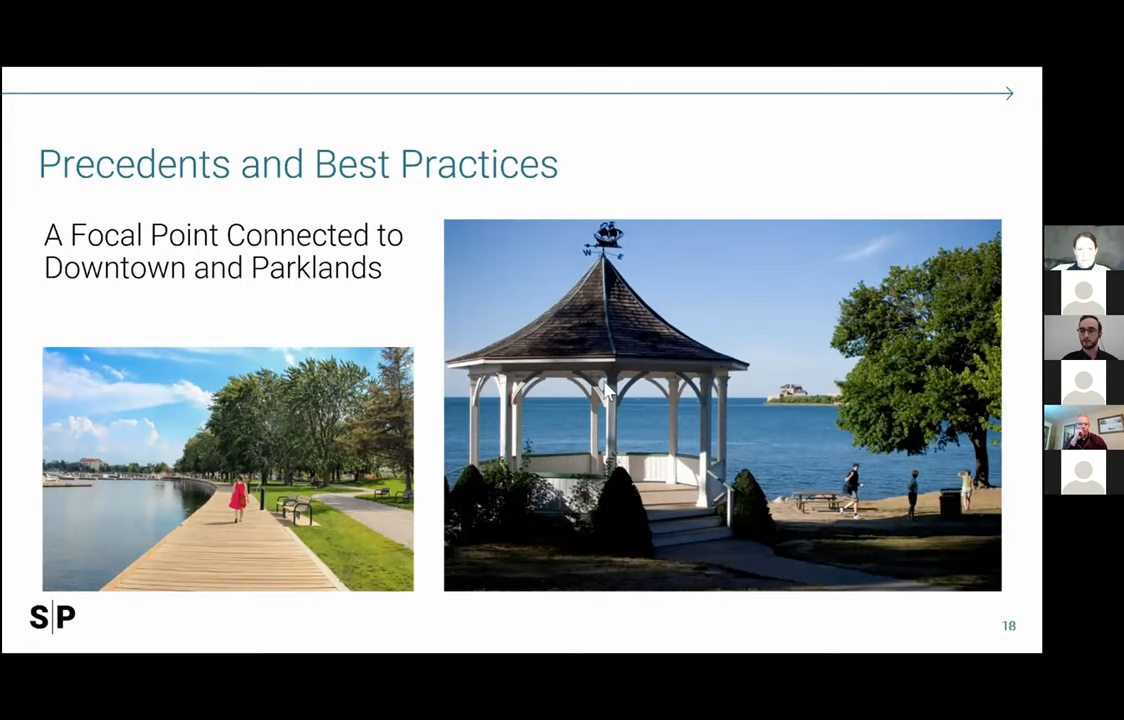 Precedents and Best Practices
A Focal Point Connected to
Downtown and Parklands
W E
S|P
18